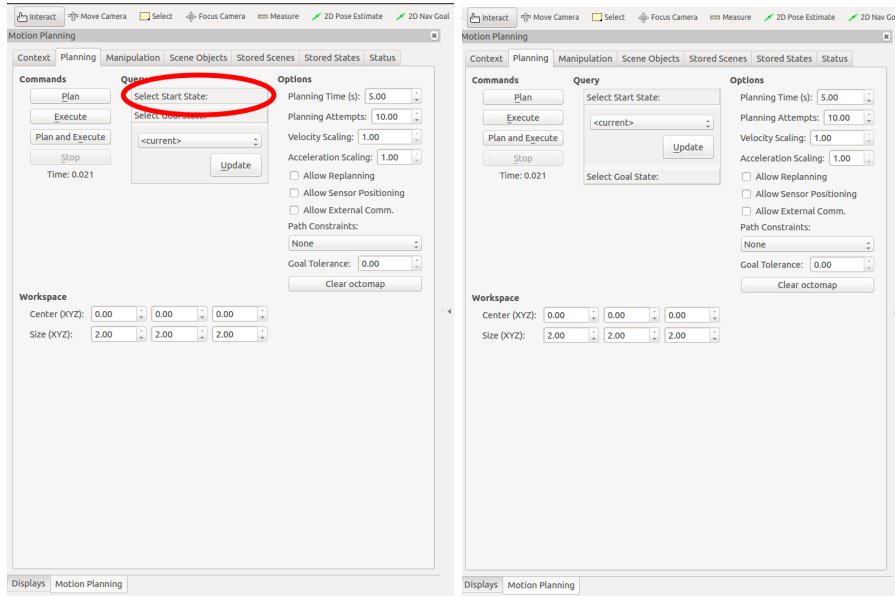 Interact Move Camera Select Focus Camera Measure 2D Pose Estimate 2D Nav Goal
Motion Planning
Context Planning Manipulation Scene Objects Stored Scenes Stored States Status
Commands Query Options
Plan Select Start State: Planning Time (s): 5.00
Execute Select Goal State: Planning Attempts: 10.00
Plan and Execute <current> Velocity Scaling: 1.00
Stop Update Acceleration Scaling: 1.00
Time: 0.021 Allow Replanning
Allow Sensor Positioning
Allow External Comm.
Path Constraints:
None
Goal Tolerance: 0.00
Clear octomap
Workspace
Center (XYZ): 0.00 0.00 0.00
Size (XYZ): 2.00 2.00 2.00
Displays Motion Planning
Interact Move Camera Select Focus Camera Measure 2D Pose Estimate 2D Nav
Motion Planning
Context Planning Manipulation Scene Objects Stored Scenes Stored States Status
Commands Query Options
Plan Select Start State: Planning Time (s): 5.00
Execute <current> Planning Attempts: 10.00
Plan and Execute Update Velocity Scaling: 1.00
Stop Acceleration Scaling: 1.00
Time: 0.021 Select Goal State: Allow Replanning
Allow Sensor Positioning
Allow External Comm.
Path Constraints:
None
Goal Tolerance: 0.00
Clear octomap
Workspace
Center (XYZ): 0.00 0.00 0.00
Size (XYZ): 2.00 2.00 2.00
Displays Motion Planning